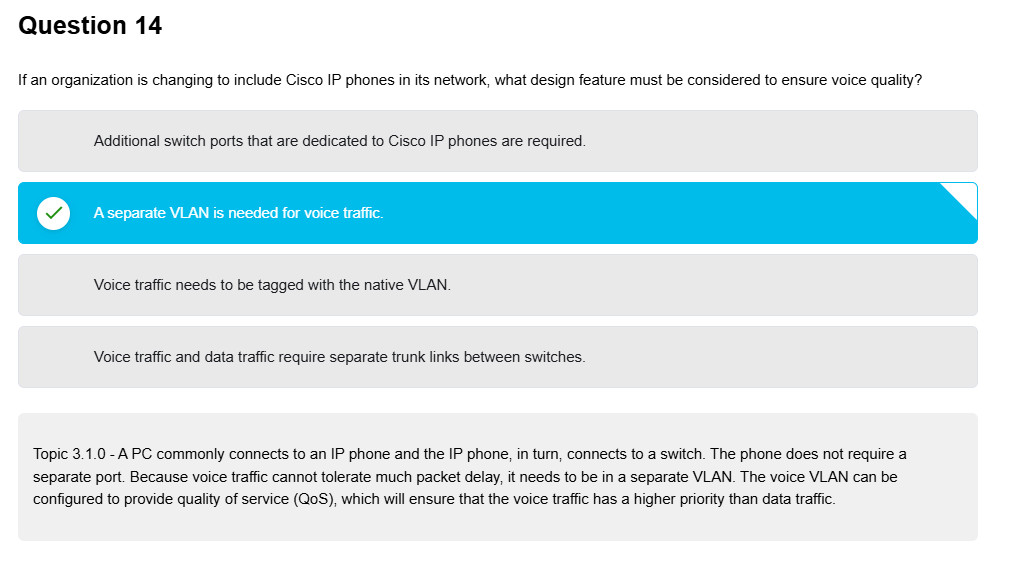 Question 14
If an organization is changing to include Cisco IP phones in its network, what design feature must be considered to ensure voice quality?
Additional switch ports that are dedicated to Cisco IP phones are required.
A separate VLAN is needed for voice traffic.
Voice traffic needs to be tagged with the native VLAN.
Voice traffic and data traffic require separate trunk links between switches.
Topic 3.1.0 - A PC commonly connects to an IP phone and the IP phone, in turn, connects to a switch. The phone does not require a
separate port. Because voice traffic cannot tolerate much packet delay, it needs to be in a separate VLAN. The voice VLAN can be
configured to provide quality of service (QoS), which will ensure that the voice traffic has a higher priority than data traffic.